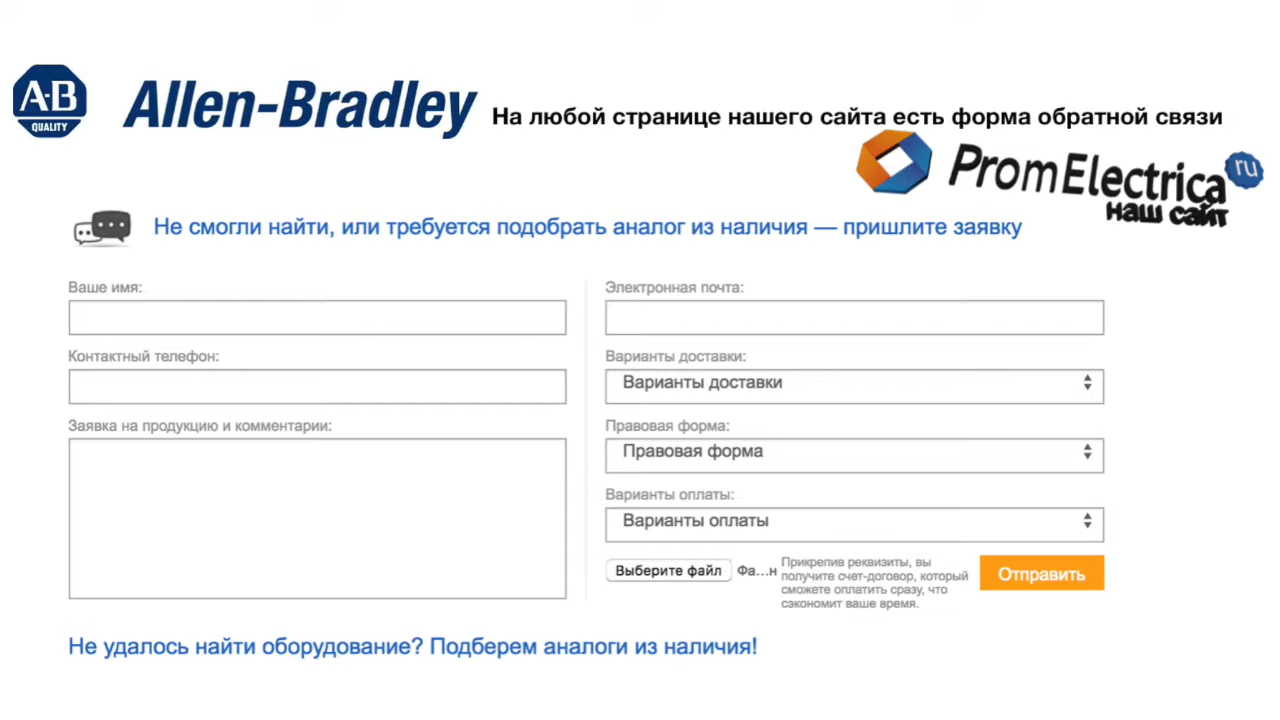 A-B
QUALITY
Allen-Bradley
На любой странице нашего сайта есть форма обратной связи
PromElectrica ru
наш сайт
Не смогли найти, или требуется подобрать аналог из наличия — пришлите заявку
Ваше имя:
Электронная почта:
Контактный телефон:
Варианты доставки:
Варианты доставки
Заявка на продукцию и комментарии:
Правовая форма:
Правовая форма
Варианты оплаты:
Варианты оплаты
Выберите файл Фа...н
Прикрепив реквизиты, вы
получите счет-договор, который
сможете оплатить сразу, что
сэкономит ваше время.
Отправить
Не удалось найти оборудование? Подберем аналоги из наличия!